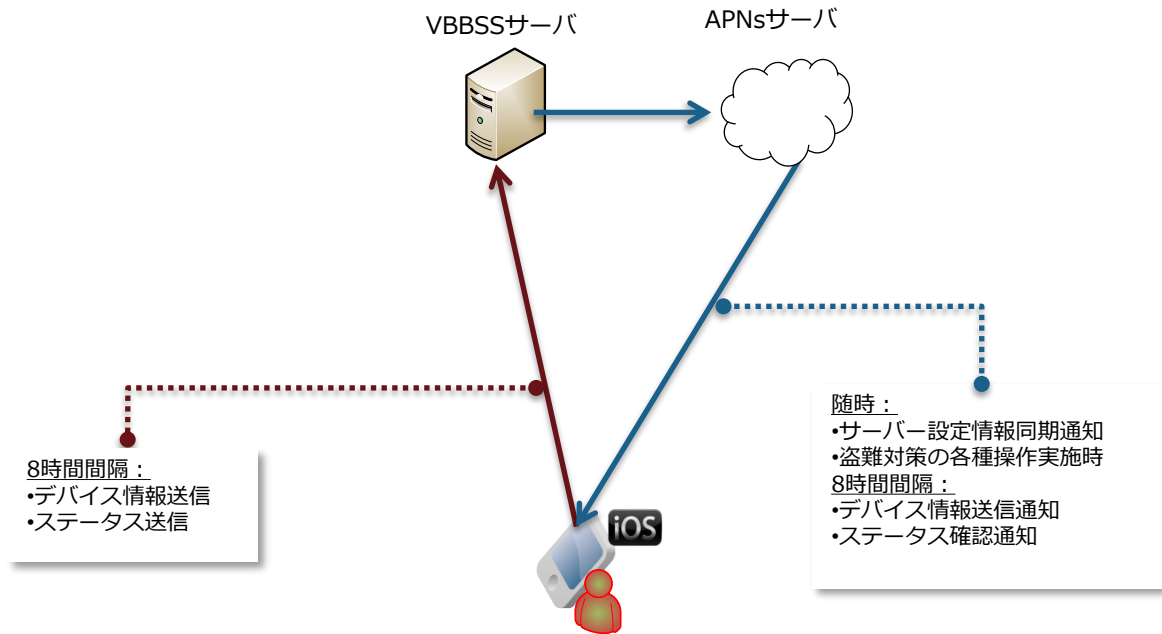 VBBSSサーバ
APNsサーバ
8時間間隔：
•デバイス情報送信
•ステータス送信
随時：
•サーバー設定情報同期通知
•盗難対策の各種操作実施時
8時間間隔：
•デバイス情報送信通知
•ステータス確認通知
iOS